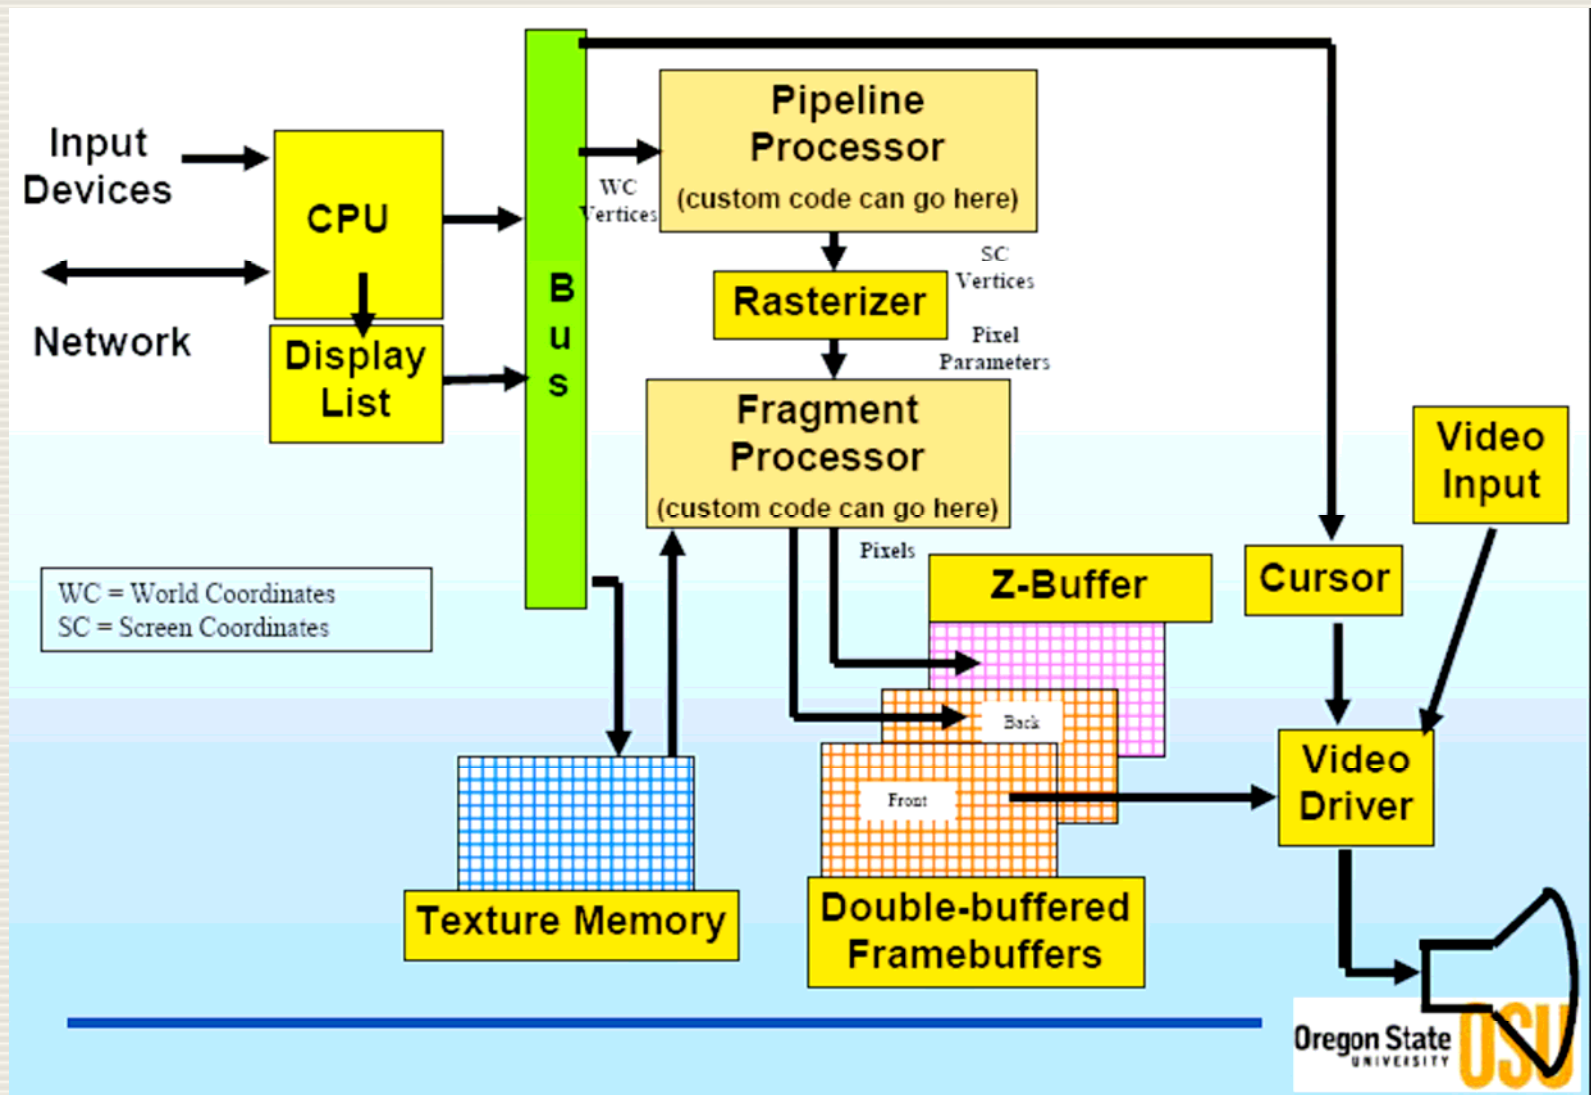 Input
Devices
CPU
Network
Display
List
B
u
s
WC
Vertices
Pipeline
Processor
(custom code can go here)
SC
Vertices
Rasterizer
Pixel
Parameters
Fragment
Processor
(custom code can go here)
Pixels
Z-Buffer
Cursor
Video
Input
WC = World Coordinates
SC = Screen Coordinates
Back
Front
Video
Driver
Texture Memory
Double-buffered
Framebuffers
Oregon State
UNIVERSITY
OSU